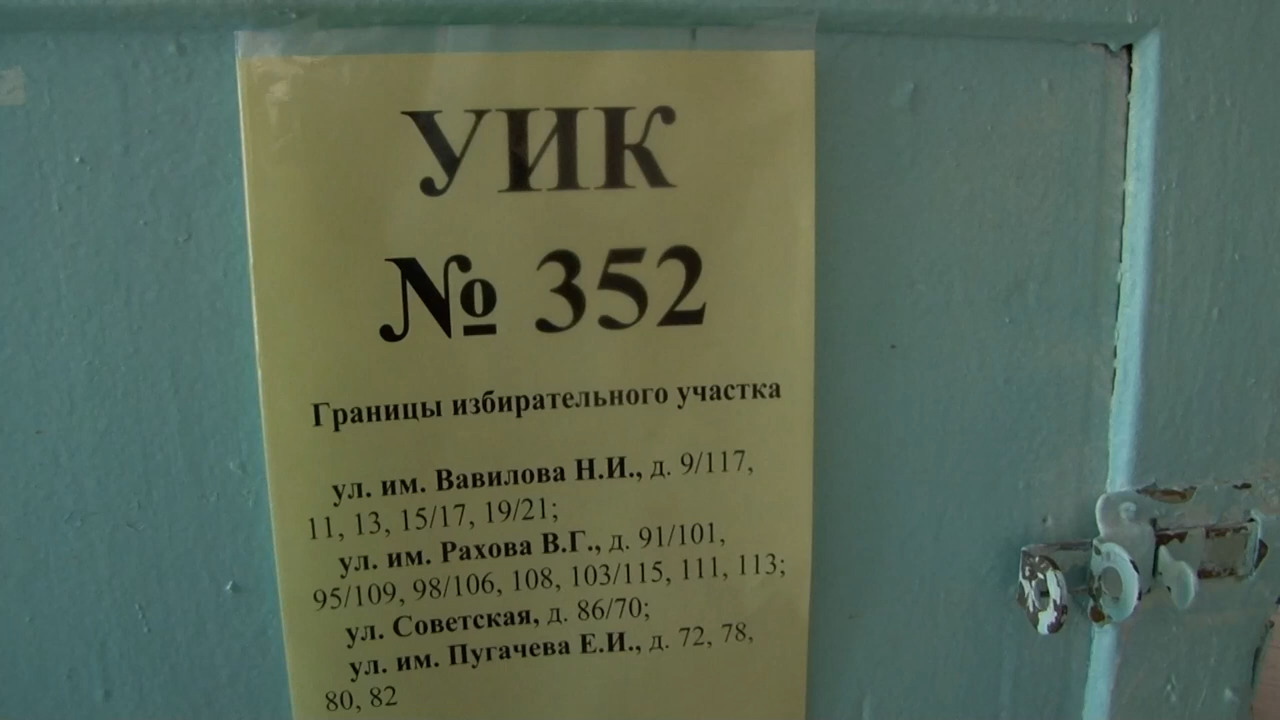 УИК
№ 352
Границы избирательного участка
ул. им. Вавилова Н.И., д. 9/117,
11, 13, 15/17, 19/21;
ул. им. Рахова В.Г., д. 91/101,
95/109, 98/106, 108, 103/115, 111, 113;
ул. Советская, д. 86/70;
ул. им. Пугачева Е.И., д. 72, 78,
80, 82